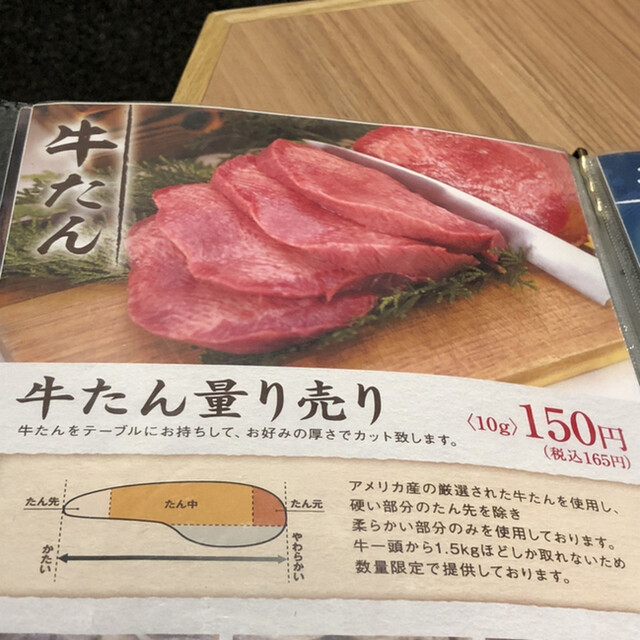 牛たん
牛たん量り売り
牛たんをテーブルにお持ちして、お好みの厚さでカット致します。
〈10g〉150円
(税込165円)
たん先
たん中
たん元
かたい
やわらかい
アメリカ産の厳選された牛たんを使用し、
硬い部分のたん先を除き
柔らかい部分のみを使用しております。
牛一頭から1.5kgほどしか取れないため
数量限定で提供しております。